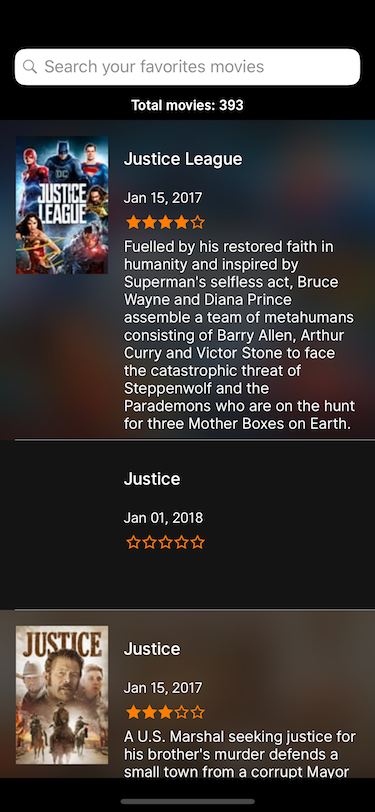 Search your favorites movies
Total movies: 393
DC
JUSTICE
LEAGUE
Justice League
Jan 15, 2017
Fuelled by his restored faith in
humanity and inspired by
Superman's selfless act, Bruce
Wayne and Diana Prince
assemble a team of metahumans
consisting of Barry Allen, Arthur
Curry and Victor Stone to face
the catastrophic threat of
Steppenwolf and the
Parademons who are on the hunt
for three Mother Boxes on Earth.
Justice
Jan 01, 2018
JUSTICE
Justice
Jan 15, 2017
A U.S. Marshal seeking justice for
his brother's murder defends a
small town from a corrupt Mayor